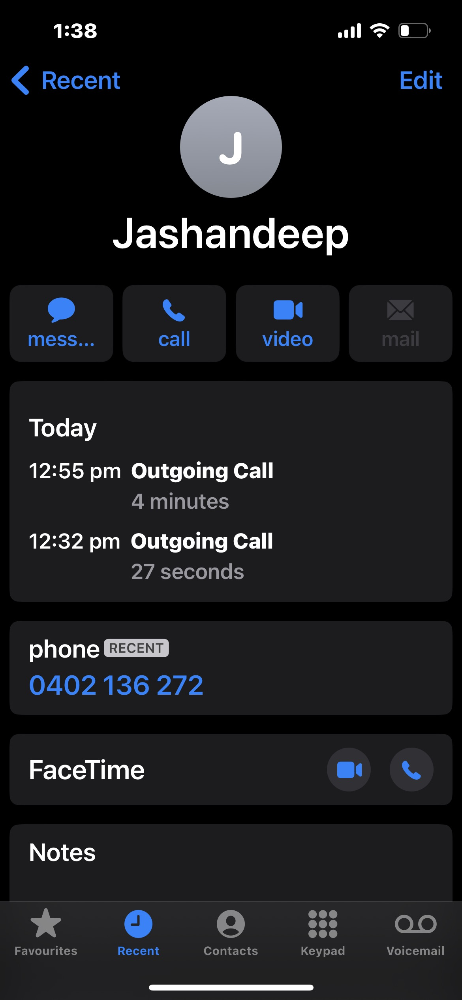 1:38
Recent
Edit
J
Jashandeep
mess...
call
video
mail
Today
12:55 pm Outgoing Call
4 minutes
12:32 pm Outgoing Call
27 seconds
phone RECENT
0402 136 272
FaceTime
Notes
Favourites
Recent
Contacts
Keypad
Voicemail